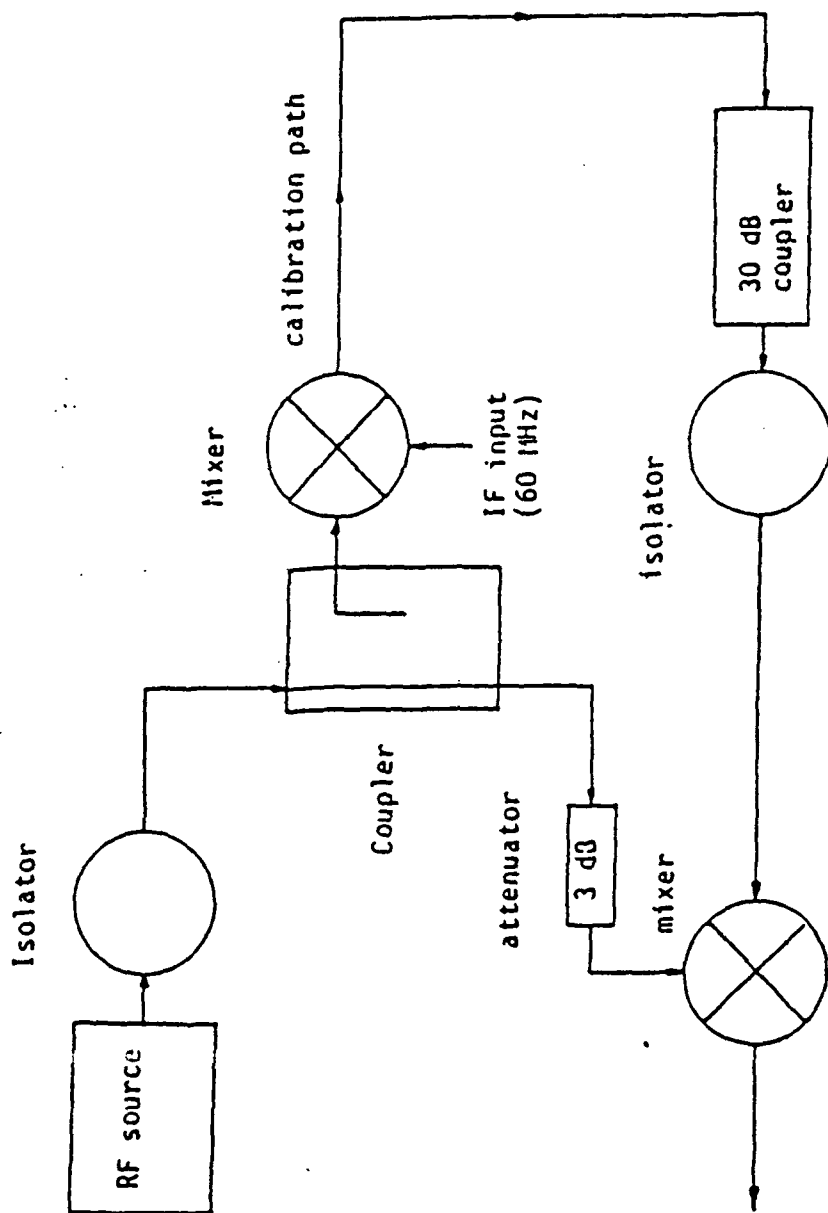 RF source
Isolator
Coupler
Mixer
IF input
(60 MHz)
calibration path
attenuator
3 dB
mixer
isolator
30 dB
coupler